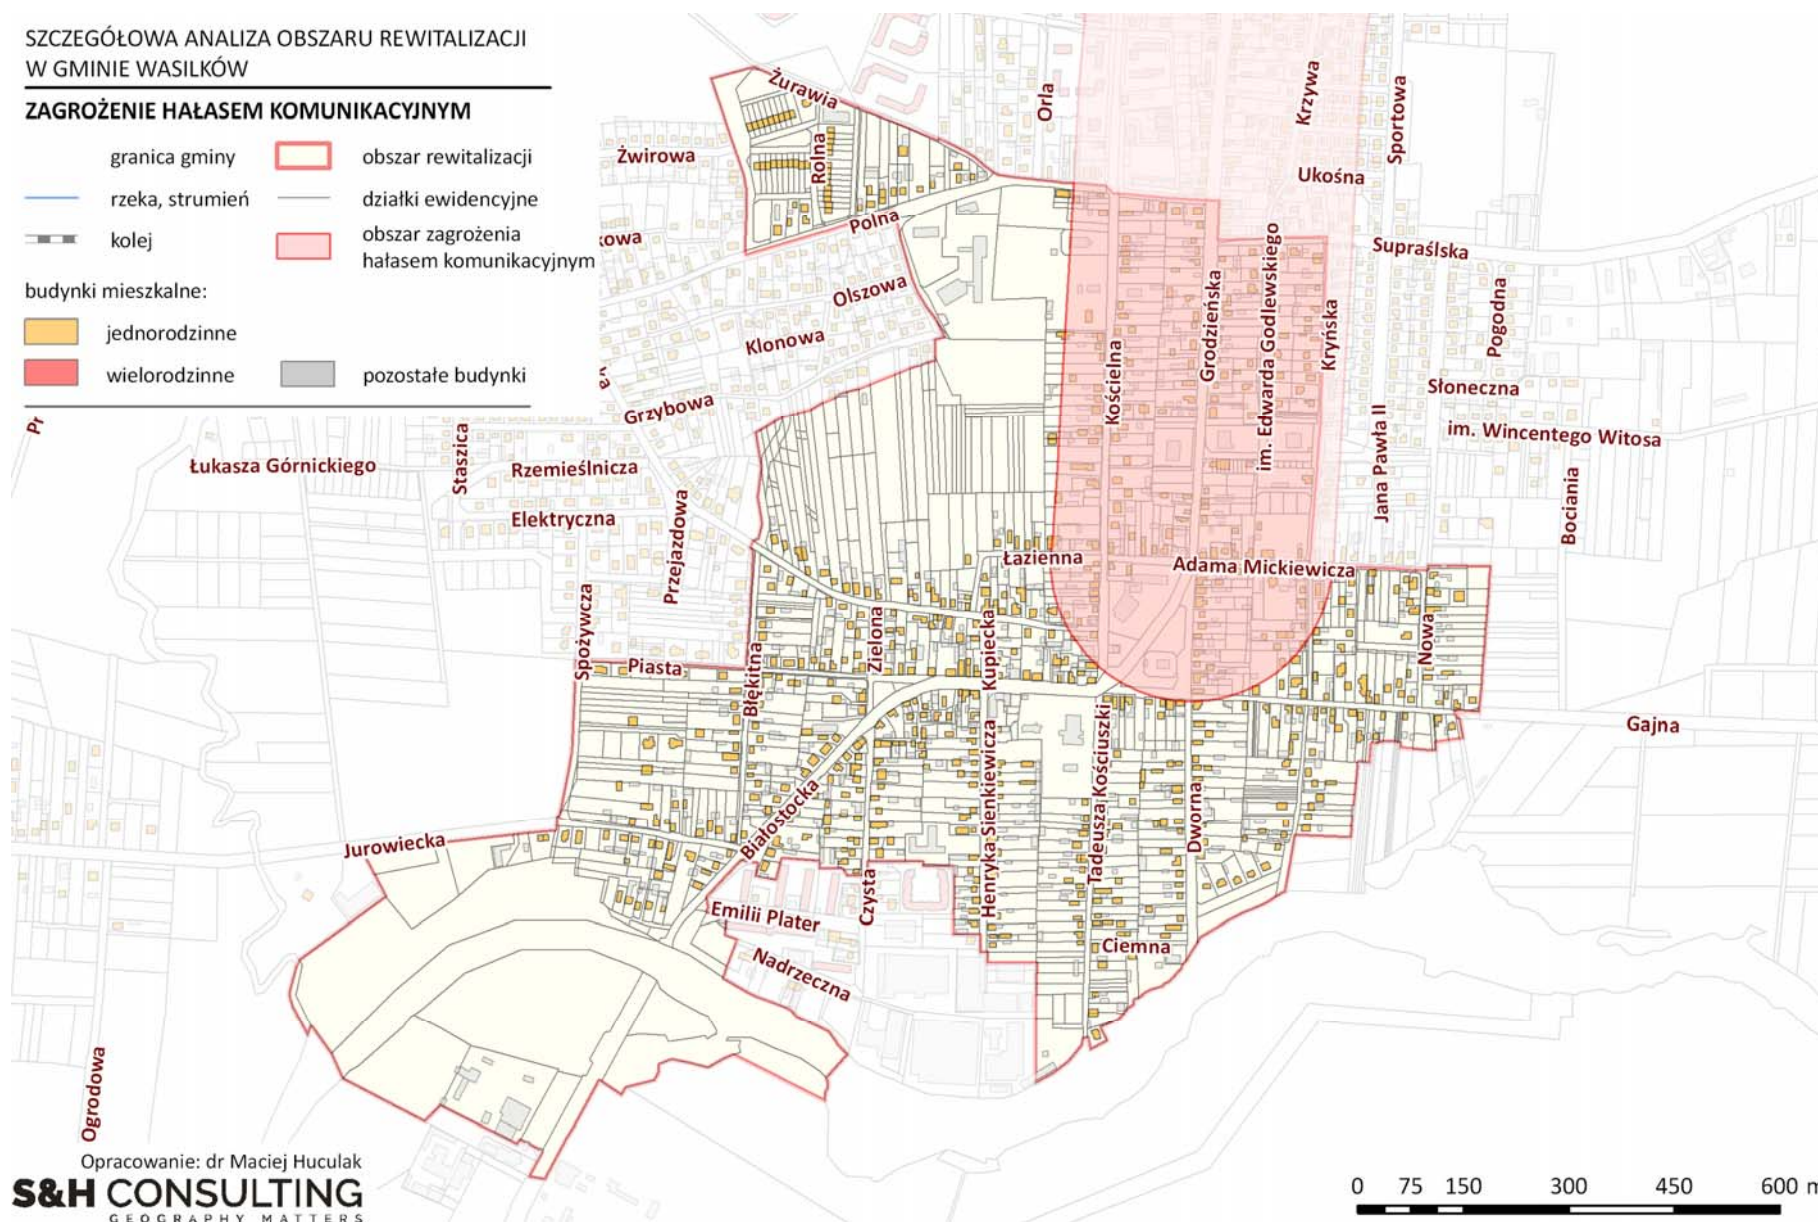 SZCZEGÓŁOWA ANALIZA OBSZARU REWITALIZACJI
W GMINIE WASILKÓW
ZAGROŻENIE HAŁASEM KOMUNIKACYJNYM
granica gminy
obszar rewitalizacji
rzeka, strumień
działki ewidencyjne
kolej
obszar zagrożenia
hałasem komunikacyjnym
budynki mieszkalne:
jednorodzinne
wielorodzinne
pozostałe budynki
Żurawia
Orla
Krzywa
Sportowa
Żwirowa
Rolna
Ukośna
Polna
kowa
Supraślska
Olszowa
Klonowa
Kościelna
Grodzieńska
im. Edwarda Godlewskiego
Kryńska
Pogodna
Słoneczna
Grzybowa
im. Wincentego Witosa
Pr
Łukasza Górnickiego
Staszica
Rzemieślnicza
Jana Pawła II
Bociania
Elektryczna
Przejazdowa
Łazienna
Adama Mickiewicza
Spożywcza
Zielona
Kupiecka
Nowa
Piasta
Błękitna
Gajna
Henryka Sienkiewicza
Tadeusza Kościuszki
Dworna
Białostocka
Jurowiecka
Czysta
Emilii Plater
Ciemna
Nadrzeczna
Ogrodowa
Opracowanie: dr Maciej Huculak
S&H CONSULTING
GEOGRAPHY MATTERS
0 75 150 300 450 600 m